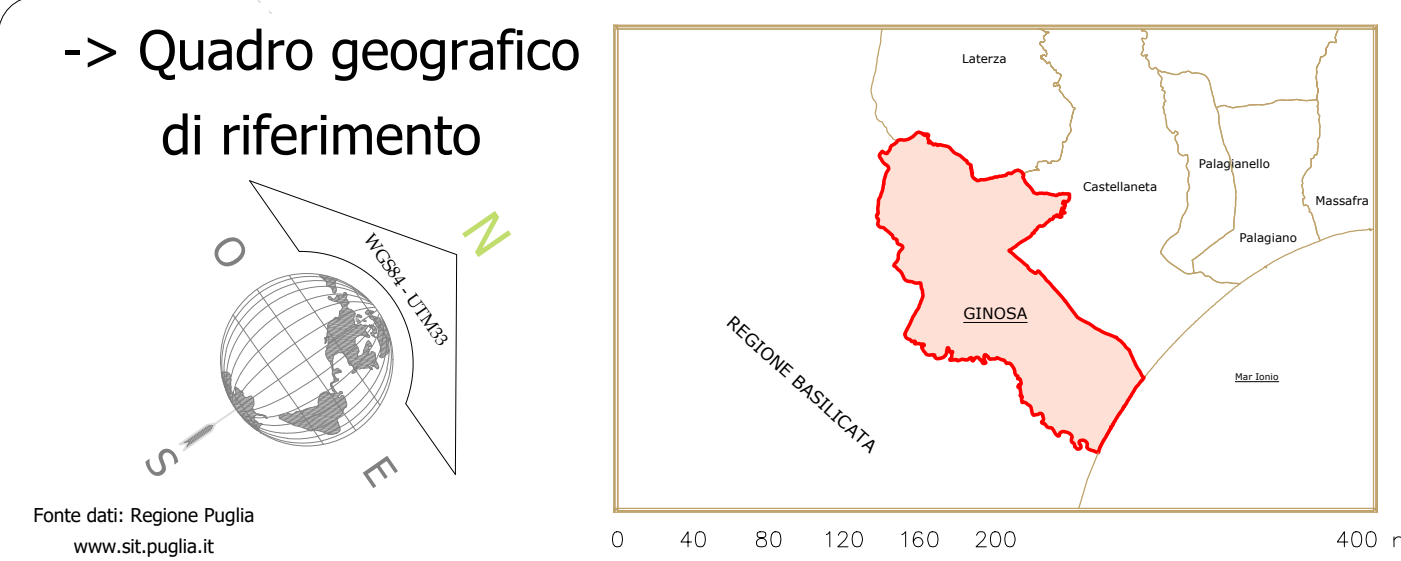 -> Quadro geografico
di riferimento
N
O
WGS84 - UTM33
S
E
Fonte dati: Regione Puglia
www.sit.puglia.it
Laterza
Palagianello
Castellaneta
Massafra
Palagiano
GINOSA
REGIONE BASILICATA
Mar Ionio
0 40 80 120 160 200 400